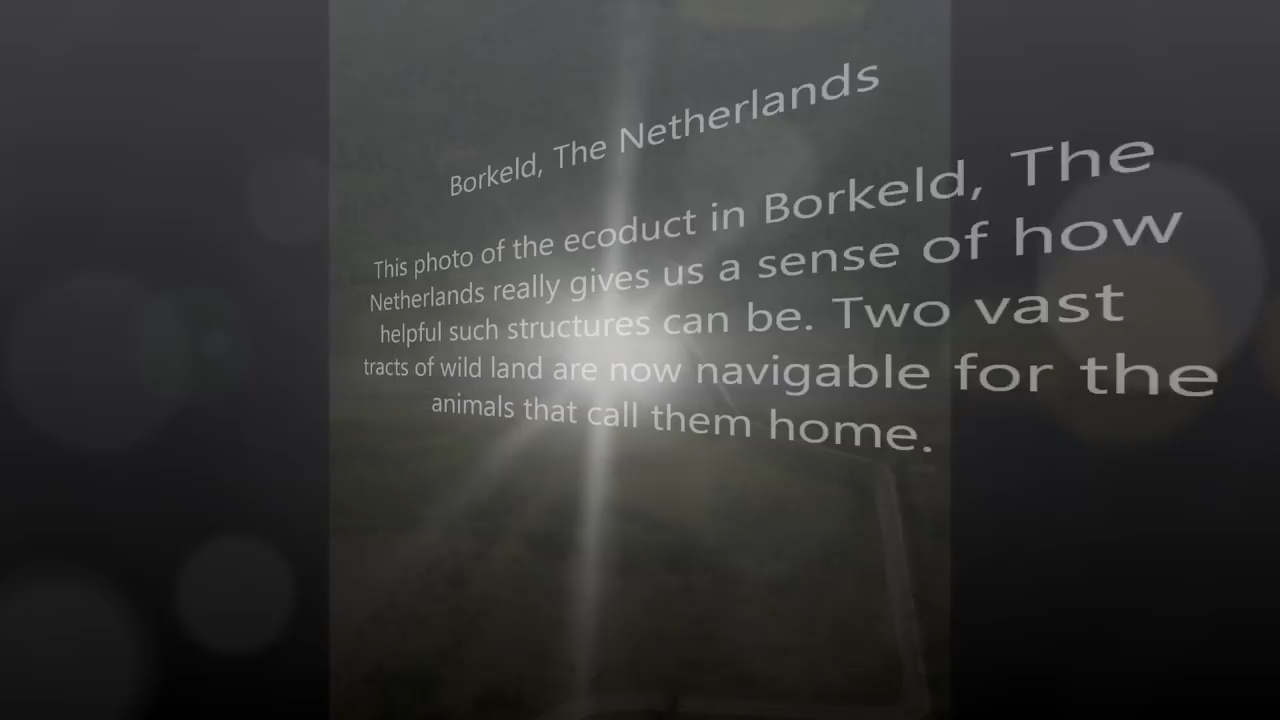 Borkeld, The Netherlands
This photo of the ecoduct in Borkeld, The
Netherlands really gives us a sense of how
helpful such structures can be. Two vast
tracts of wild land are now navigable for the
animals that call them home.